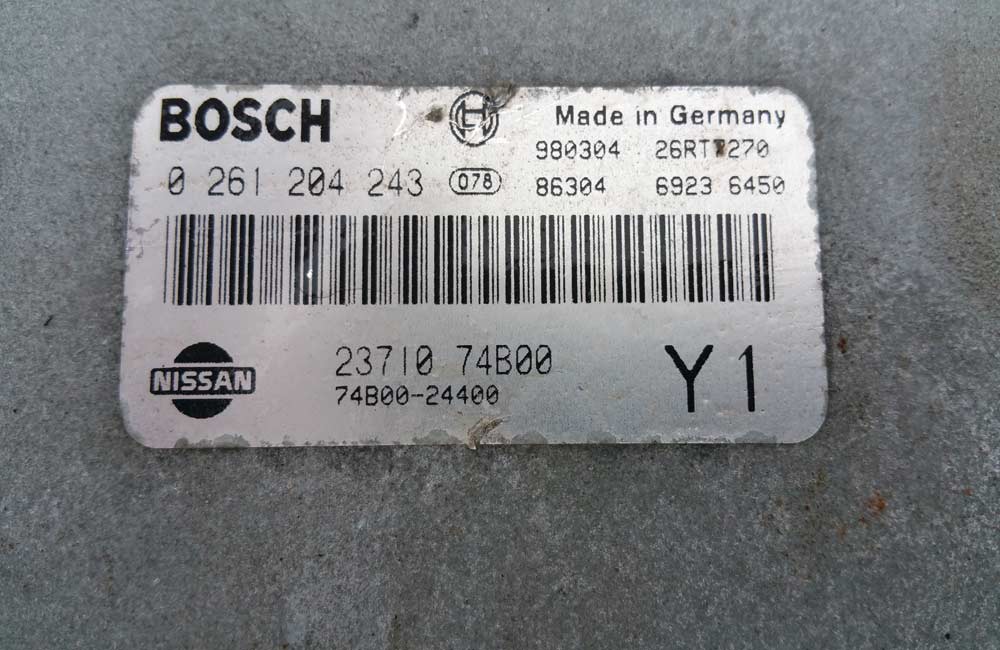 BOSCH
Made in Germany
980304 26RT7270
0 261 204 243 078 86304 6923 6450
NISSAN
23710 74B00
74B00-24400
Y1